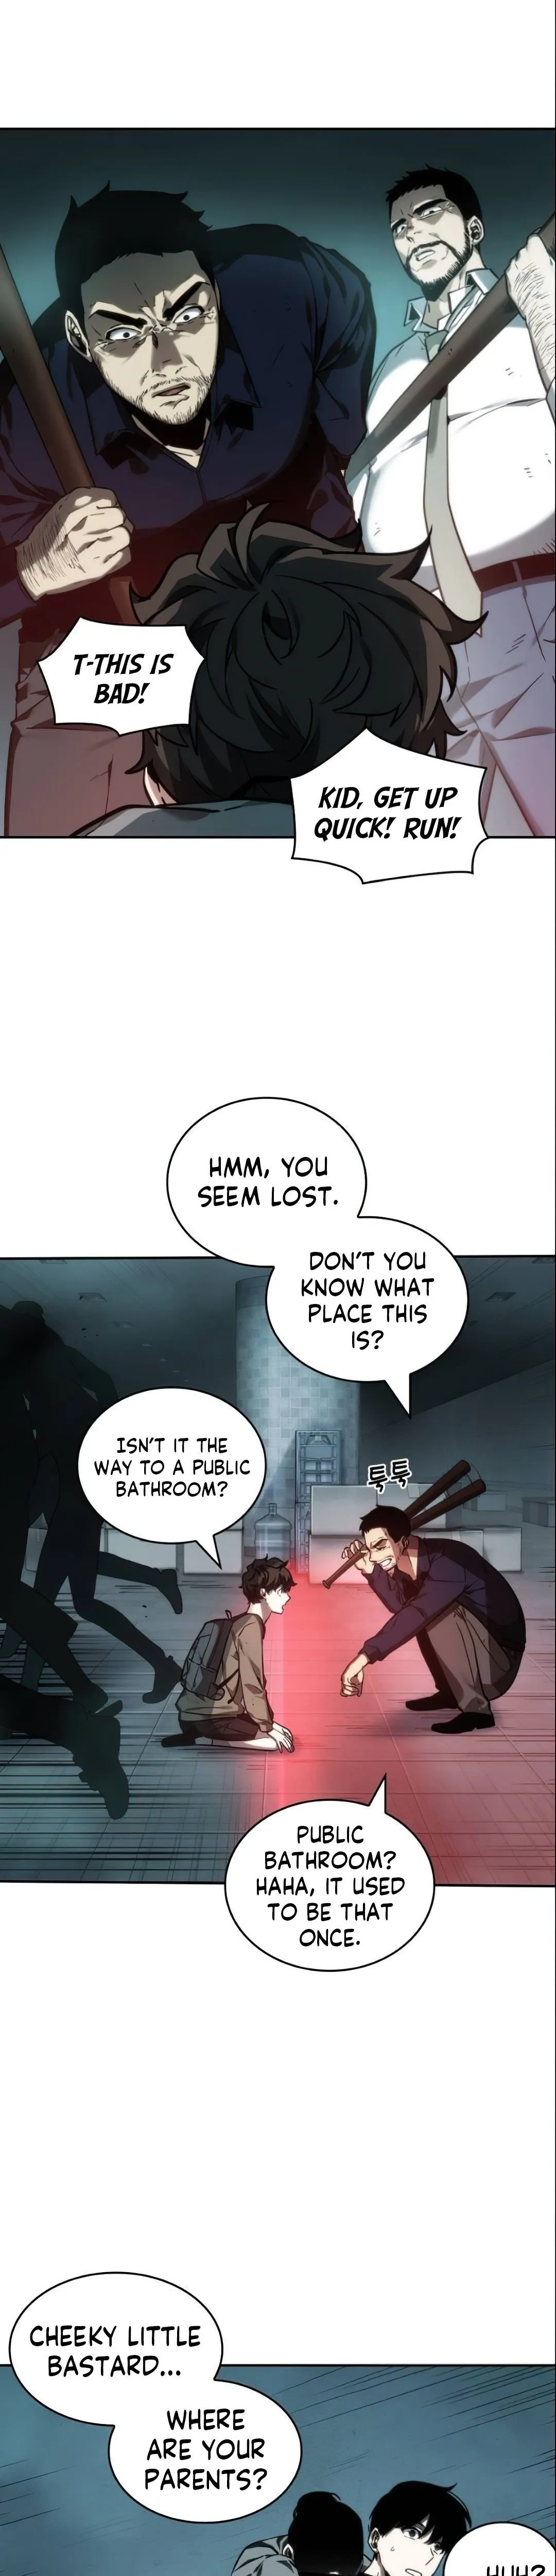 T-THIS IS
BAD!
KID, GET UP
QUICK! RUN!
HMM, YOU
SEEM LOST.
DON'T YOU
KNOW WHAT
PLACE THIS
IS?
ISN'T IT THE
WAY TO A PUBLIC
BATHROOM?
툭툭
PUBLIC
BATHROOM?
HAHA, IT USED
TO BE THAT
ONCE.
CHEEKY LITTLE
BASTARD...
WHERE
ARE YOUR
PARENTS?
HUH?